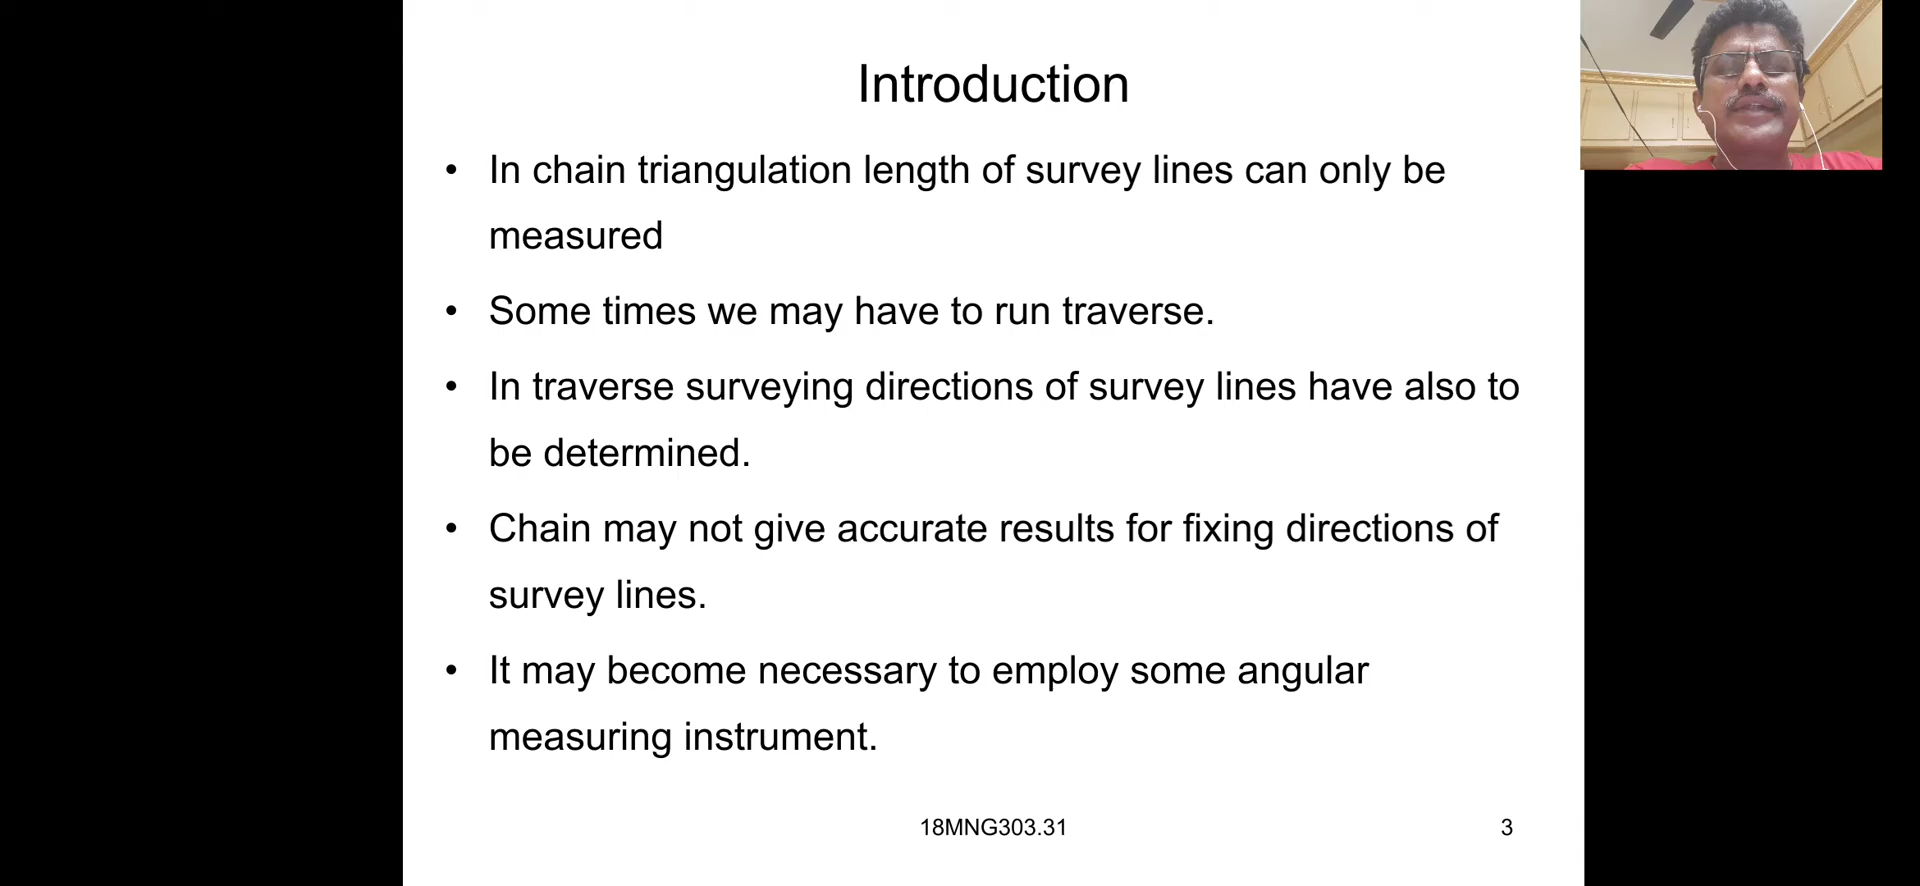 Introduction
• In chain triangulation length of survey lines can only be
measured
• Some times we may have to run traverse.
• In traverse surveying directions of survey lines have also to
be determined.
• Chain may not give accurate results for fixing directions of
survey lines.
• It may become necessary to employ some angular
measuring instrument.
18MNG303.31
3